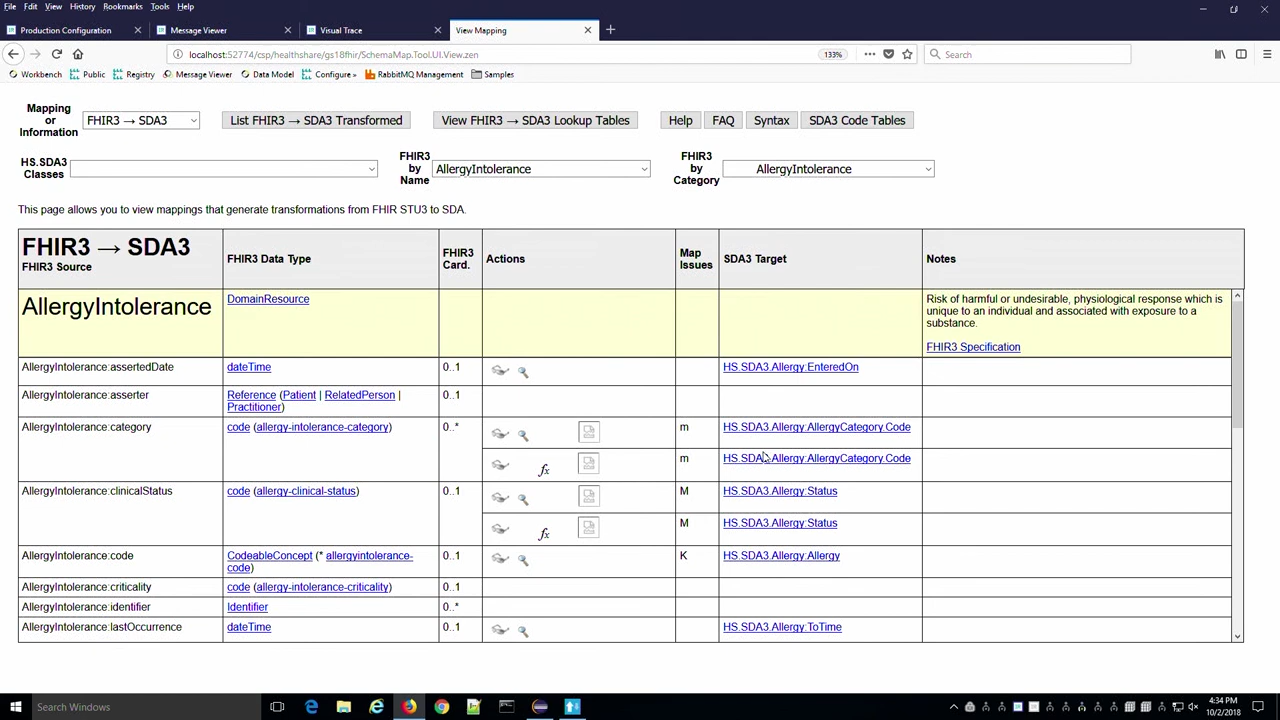 File Edit View History Bookmarks Tools Help
Production Configuration
Message Viewer
Visual Trace
View Mapping
localhost:52774/csp/healthshare/gs18fhir/SchemaMap.Tool.UI.View.zen
133%
Search
Workbench Public Registry Message Viewer Data Model Configure » RabbitMQ Management Samples
Mapping
or
Information
FHIR3 → SDA3
List FHIR3 → SDA3 Transformed
View FHIR3 → SDA3 Lookup Tables
Help
FAQ
Syntax
SDA3 Code Tables
HS.SDA3
Classes
FHIR3
by
Name
AllergyIntolerance
FHIR3
by
Category
AllergyIntolerance
This page allows you to view mappings that generate transformations from FHIR STU3 to SDA.
FHIR3 → SDA3
FHIR3 Source
FHIR3 Data Type
FHIR3
Card.
Actions
Map
Issues
SDA3 Target
Notes
AllergyIntolerance
DomainResource
Risk of harmful or undesirable, physiological response which is
unique to an individual and associated with exposure to a
substance.
FHIR3 Specification
AllergyIntolerance:assertedDate
dateTime
0..1
HS.SDA3.Allergy:EnteredOn
AllergyIntolerance:asserter
Reference (Patient | RelatedPerson |
Practitioner)
0..1
AllergyIntolerance:category
code (allergy-intolerance-category)
0..*
m
HS.SDA3.Allergy:AllergyCategory.Code
fx
m
HS.SDA3.Allergy:AllergyCategory.Code
AllergyIntolerance:clinicalStatus
code (allergy-clinical-status)
0..1
M
HS.SDA3.Allergy:Status
fx
M
HS.SDA3.Allergy:Status
AllergyIntolerance:code
CodeableConcept (* allergyintolerance-
code)
0..1
K
HS.SDA3.Allergy:Allergy
AllergyIntolerance:criticality
code (allergy-intolerance-criticality)
0..1
AllergyIntolerance:identifier
Identifier
0..*
AllergyIntolerance:lastOccurrence
dateTime
0..1
HS.SDA3.Allergy:ToTime
Search Windows
4:34 PM
10/2/2018